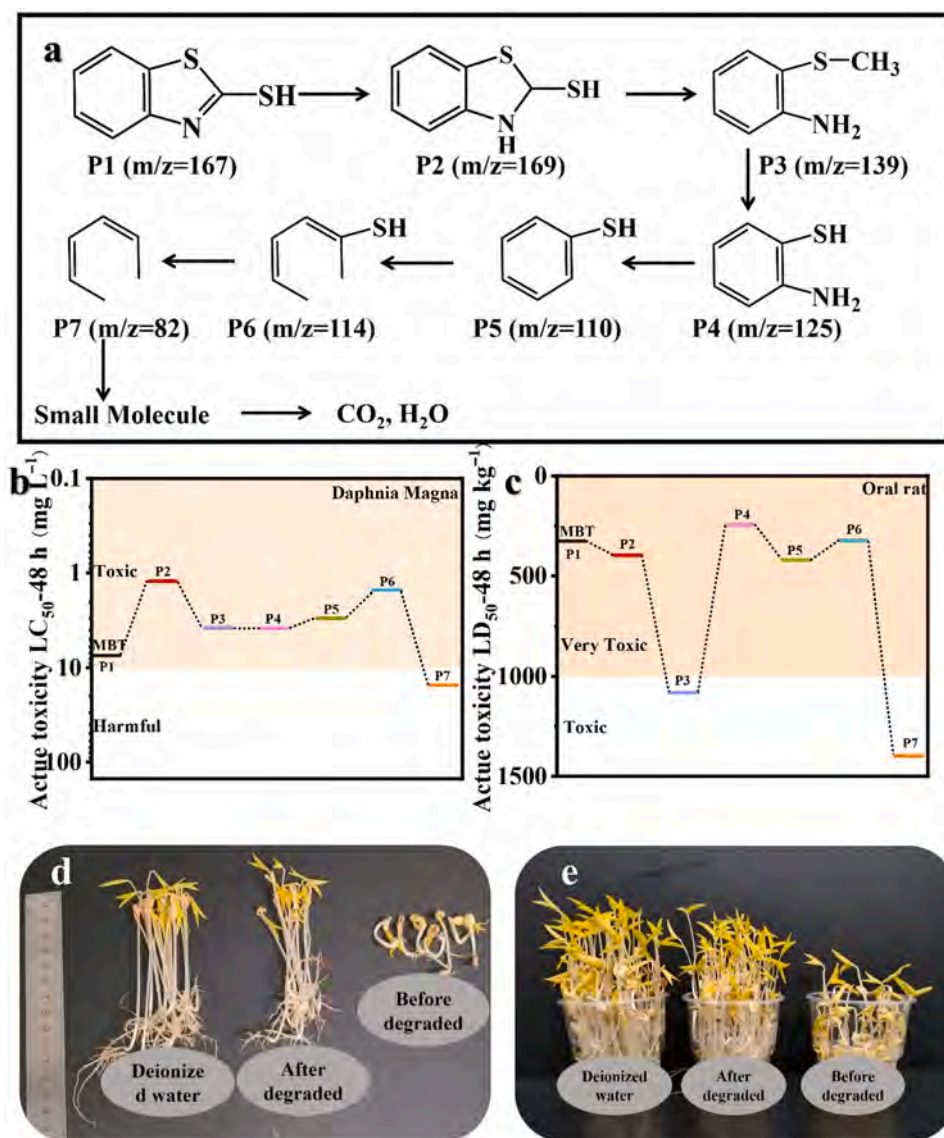 a
S
SH
N
P1 (m/z=167)
S
SH
N
H
P2 (m/z=169)
S—CH3
NH2
P3 (m/z=139)
P7 (m/z=82)
SH
P6 (m/z=114)
SH
P5 (m/z=110)
SH
NH2
P4 (m/z=125)
Small Molecule
CO2, H2O
b
Actue toxicity LC50-48 h (mg L−1)
0.1
1
10
100
Daphnia Magna
Toxic
Harmful
MBT
P1
P2
P3
P4
P5
P6
P7
c
Actue toxicity LD50-48 h (mg kg−1)
0
500
1000
1500
Oral rat
Very Toxic
Toxic
MBT
P1
P2
P3
P4
P5
P6
P7
d
Deionize
d water
After
degraded
Before
degraded
e
Deionized
water
After
degraded
Before
degraded